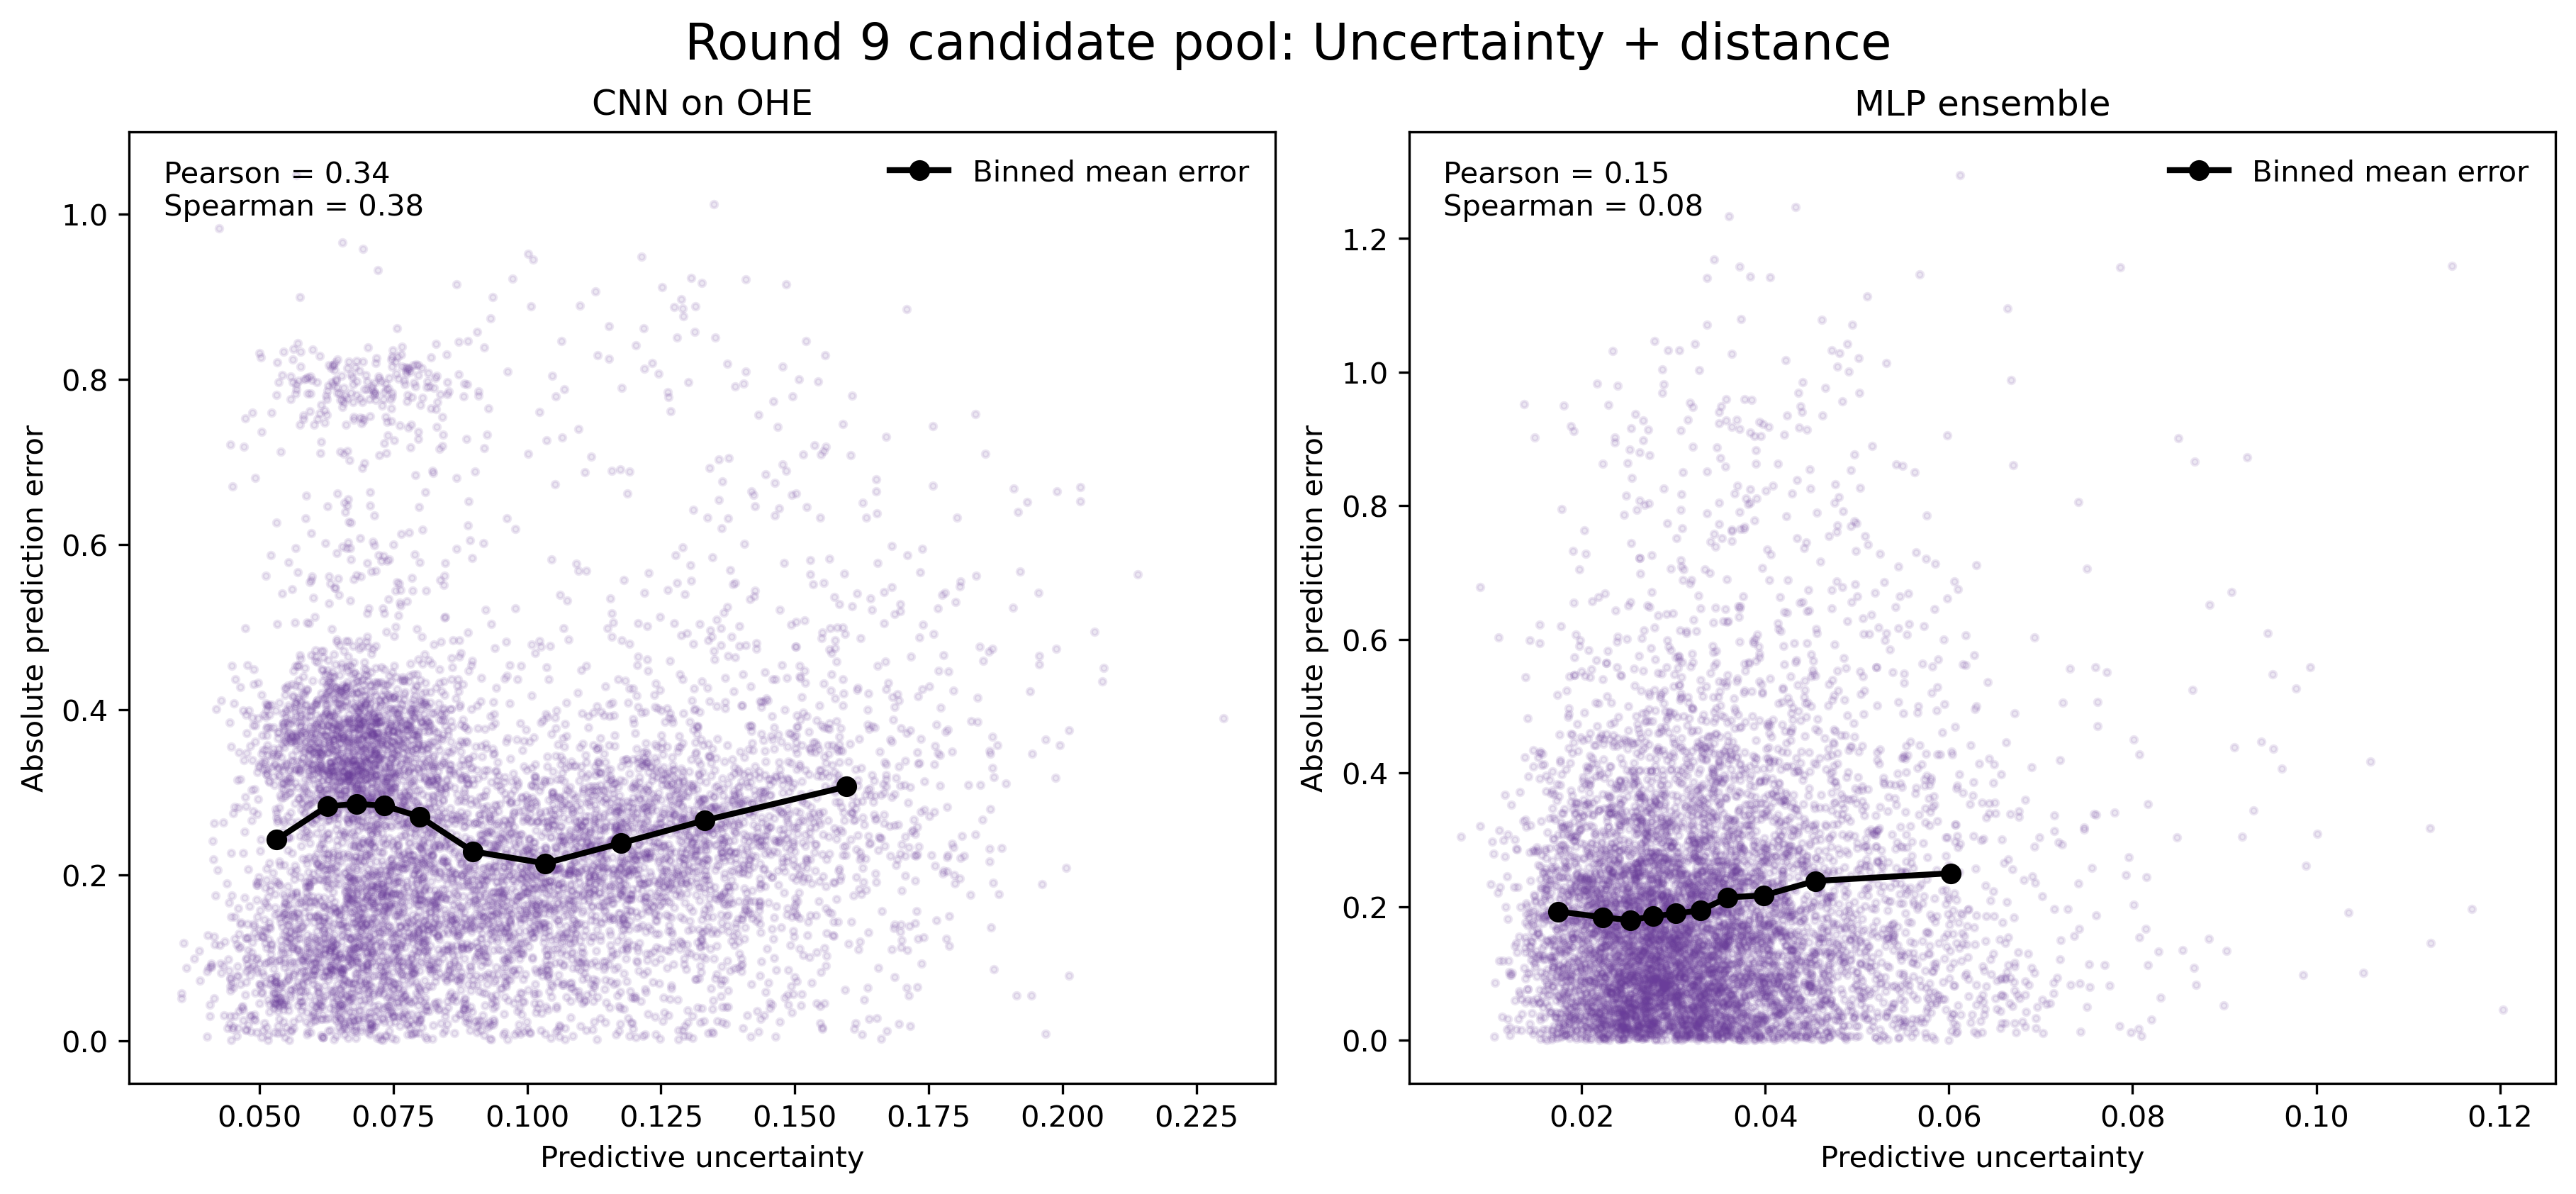 Round 9 candidate pool: Uncertainty + distance
CNN on OHE
Pearson = 0.34
Spearman = 0.38
Binned mean error
1.0
0.8
0.6
0.4
0.2
0.0
Absolute prediction error
0.050 0.075 0.100 0.125 0.150 0.175 0.200 0.225
Predictive uncertainty
MLP ensemble
Pearson = 0.15
Spearman = 0.08
Binned mean error
1.2
1.0
0.8
0.6
0.4
0.2
0.0
Absolute prediction error
0.02 0.04 0.06 0.08 0.10 0.12
Predictive uncertainty